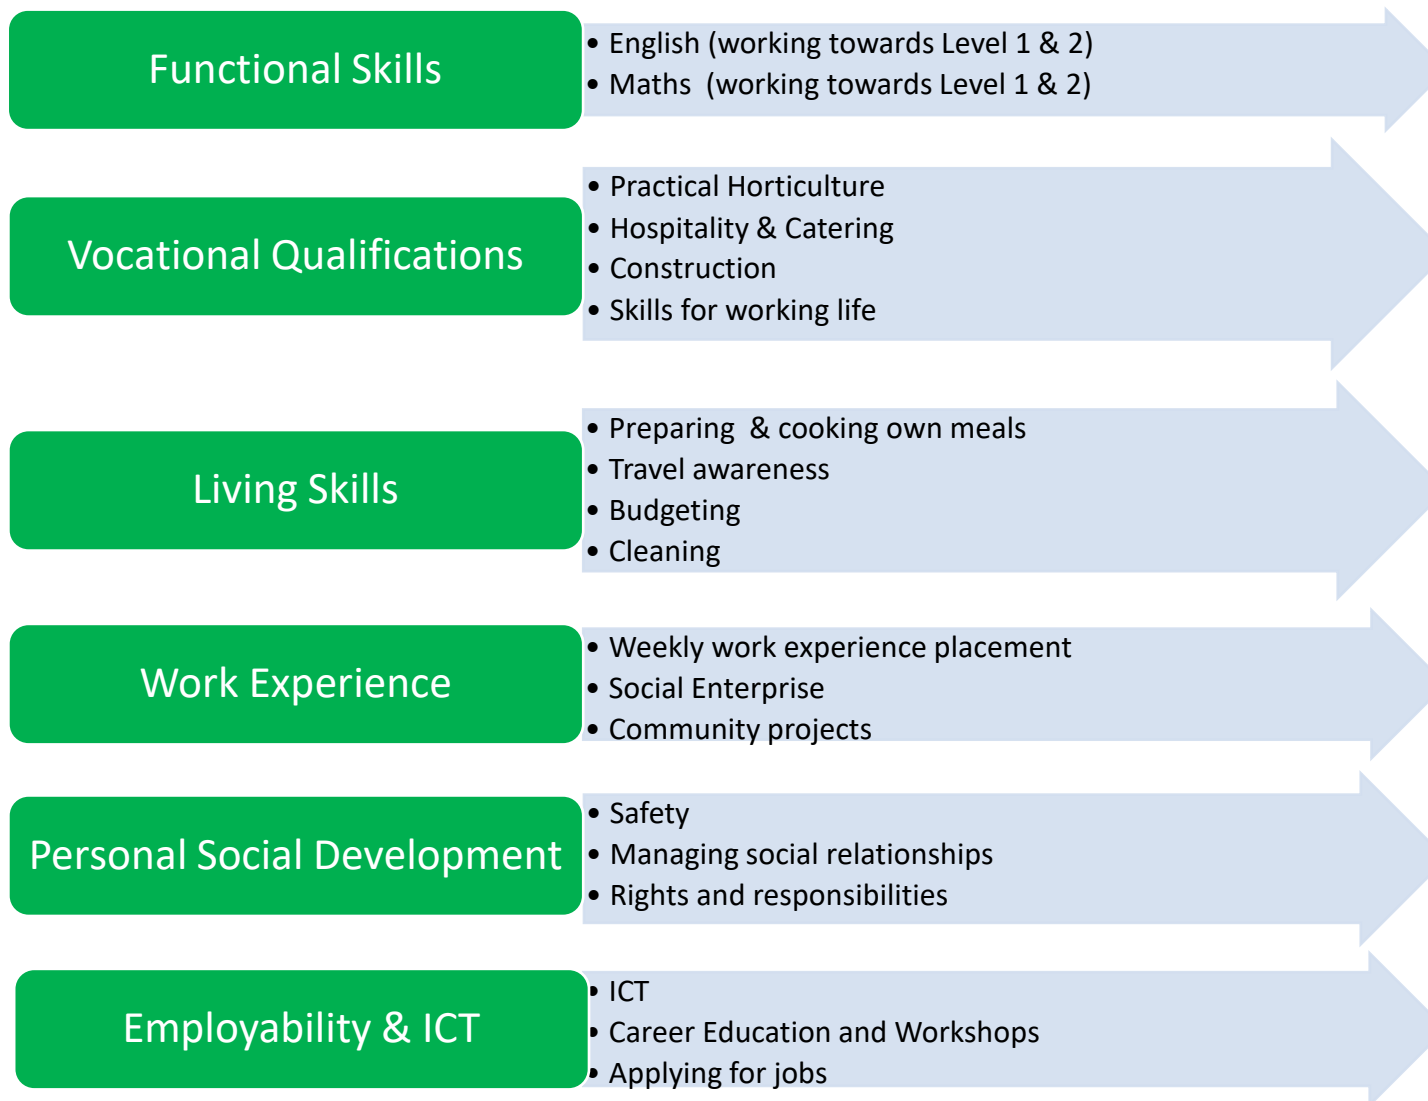 Functional Skills
• English (working towards Level 1 & 2)
• Maths  (working towards Level 1 & 2)
Vocational Qualifications
• Practical Horticulture
• Hospitality & Catering
• Construction
• Skills for working life
Living Skills
• Preparing  & cooking own meals
• Travel awareness
• Budgeting
• Cleaning
Work Experience
• Weekly work experience placement
• Social Enterprise
• Community projects
Personal Social Development
• Safety
• Managing social relationships
• Rights and responsibilities
Employability & ICT
• ICT
• Career Education and Workshops
• Applying for jobs